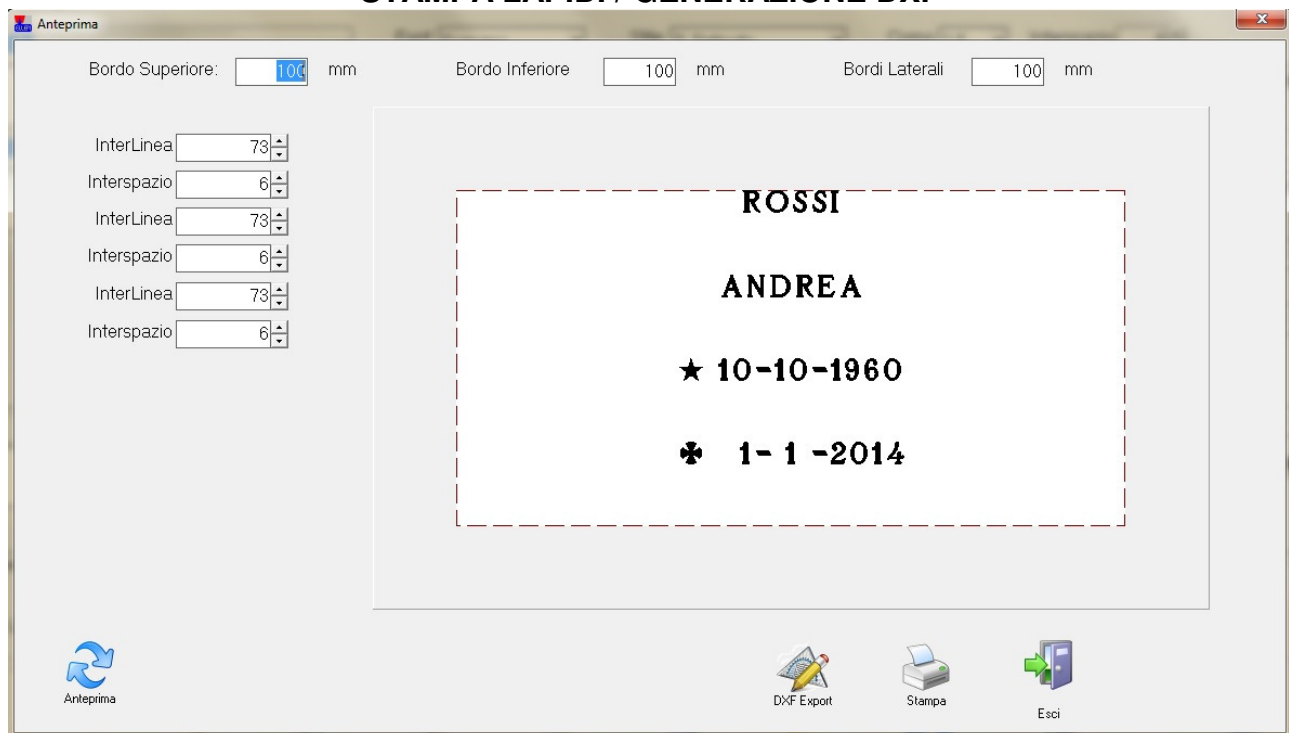 Anteprima
Bordo Superiore: 100 mm Bordo Inferiore 100 mm Bordi Laterali 100 mm
InterLinea 73
Interspazio 6
InterLinea 73
Interspazio 6
InterLinea 73
Interspazio 6
ROSSI
ANDREA
★ 10-10-1960
✠ 1- 1 -2014
Anteprima
DXF Export
Stampa
Esci